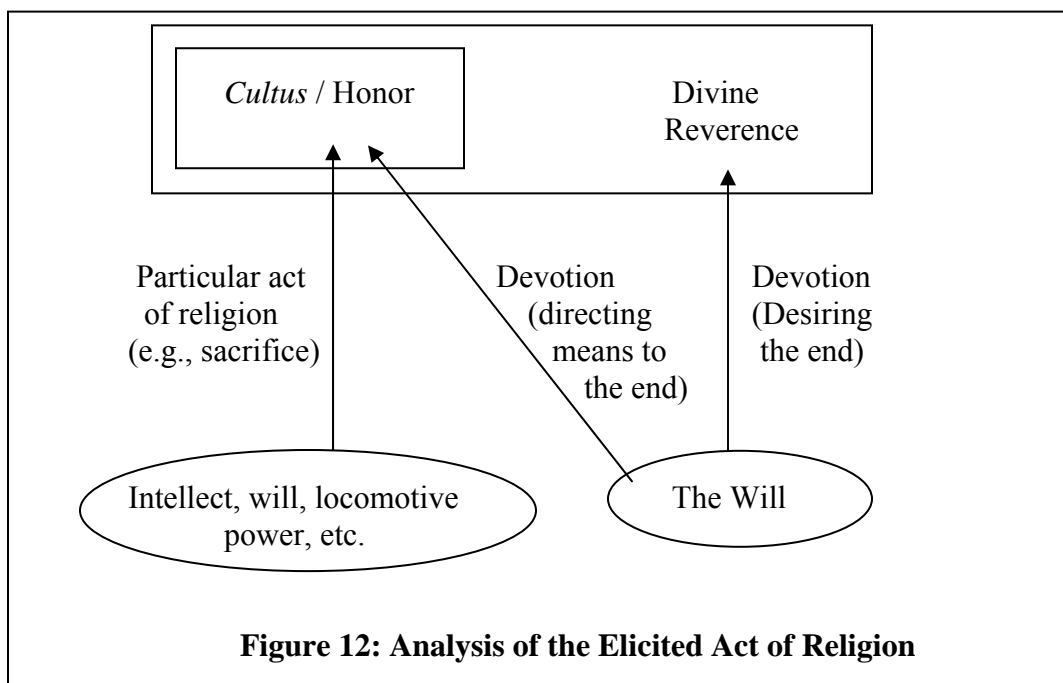 Cultus / Honor
Divine
Reverence
Particular act
of religion
(e.g., sacrifice)
Devotion
(directing
means to
the end)
Devotion
(Desiring
the end)
Intellect, will, locomotive
power, etc.
The Will
Figure 12: Analysis of the Elicited Act of Religion